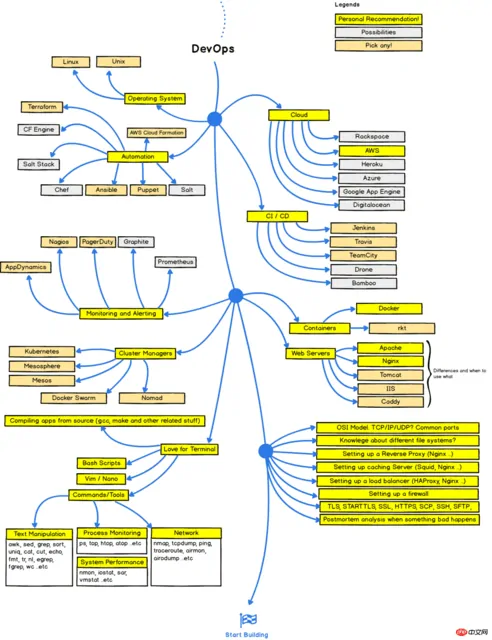 Legends
Personal Recommendation!
Possibilities
Pick any!
DevOps
Linux
Unix
Operating System
Terraform
AWS Cloud Formation
CF Engine
Automation
Salt Stack
Chef
Ansible
Puppet
Salt
Cloud
Rackspace
AWS
Heroku
Azure
Google App Engine
Digitalocean
CI / CD
Jenkins
Travis
TeamCity
Drone
Bamboo
Nagios
PagerDuty
Graphite
Prometheus
AppDynamics
Monitoring and Alerting
Docker
Containers
rkt
Kubernetes
Cluster Managers
Mesosphere
Mesos
Docker Swarm
Nomad
Web Servers
Apache
Nginx
Tomcat
IIS
Caddy
Differences and when to
use what
Compiling apps from source (gcc, make and other related stuff)
Love for Terminal
Bash Scripts
Vim / Nano
Commands/Tools
OSI Model. TCP/IP/UDP? Common ports
Knowlege about different file systems?
Setting up a Reverse Proxy (Nginx ..)
Setting up caching Server (Squid, Nginx ..)
Setting up a load balancer (HAProxy, Nginx ..)
Setting up a firewall
TLS, STARTTLS, SSL, HTTPS, SCP, SSH, SFTP,
Postmortem analysis when something bad happens
Text Manipulation
awk, sed, grep, sort,
uniq, cat, cut, echo,
fmt, tr, nl, egrep,
fgrep, wc ..etc
Process Monitoring
ps, top, htop, atop ..etc
System Performance
nmon, iostat, sar,
vmstat ..etc
Network
nmap, tcpdump, ping,
traceroute, airmon,
airodump ..etc
Start Building
php中文网